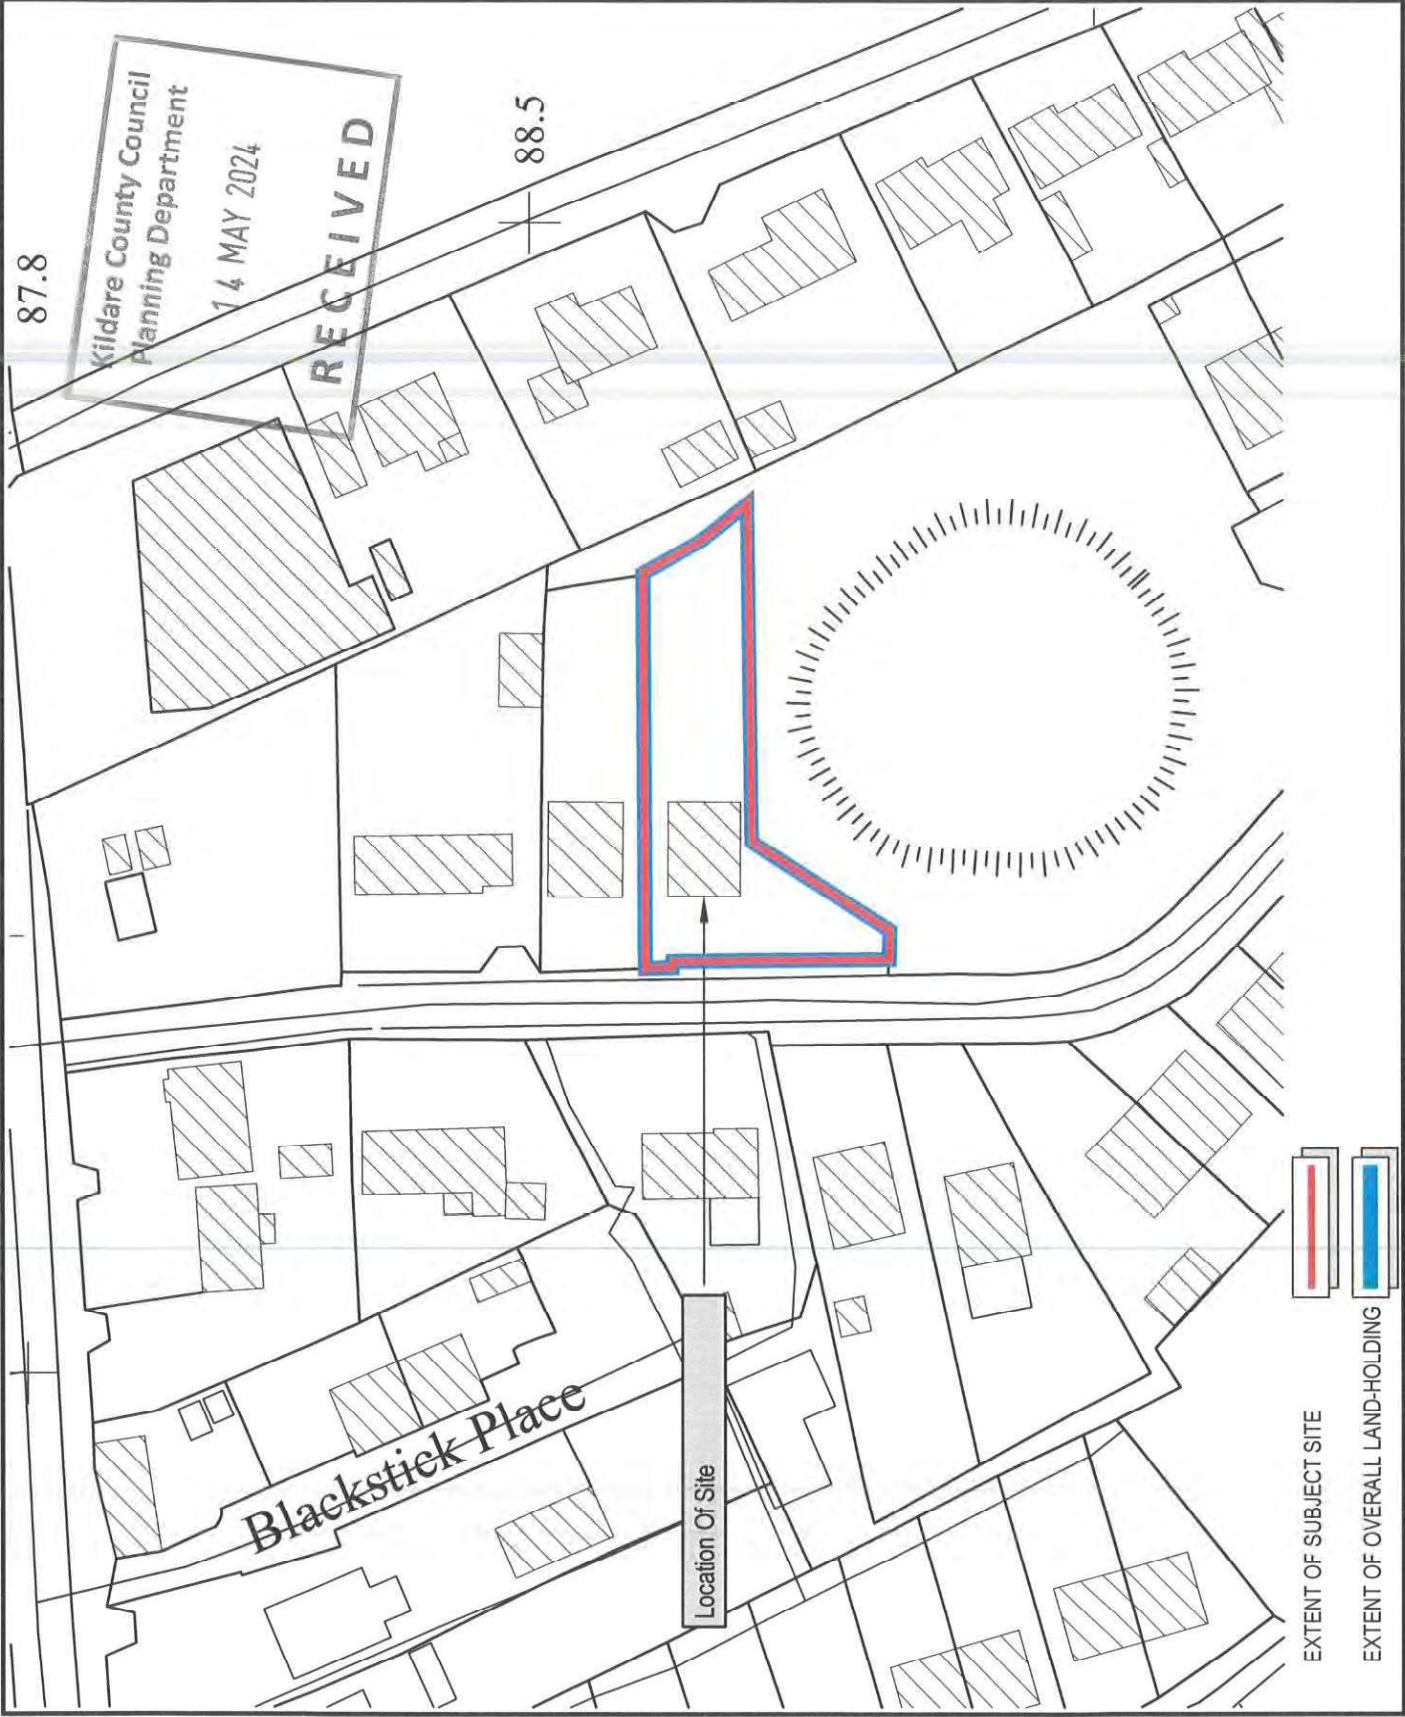 87.8
Kildare County Council
Planning Department
14 MAY 2024
RECEIVED
88.5
Blackstick Place
Location Of Site
EXTENT OF SUBJECT SITE
EXTENT OF OVERALL LAND-HOLDING